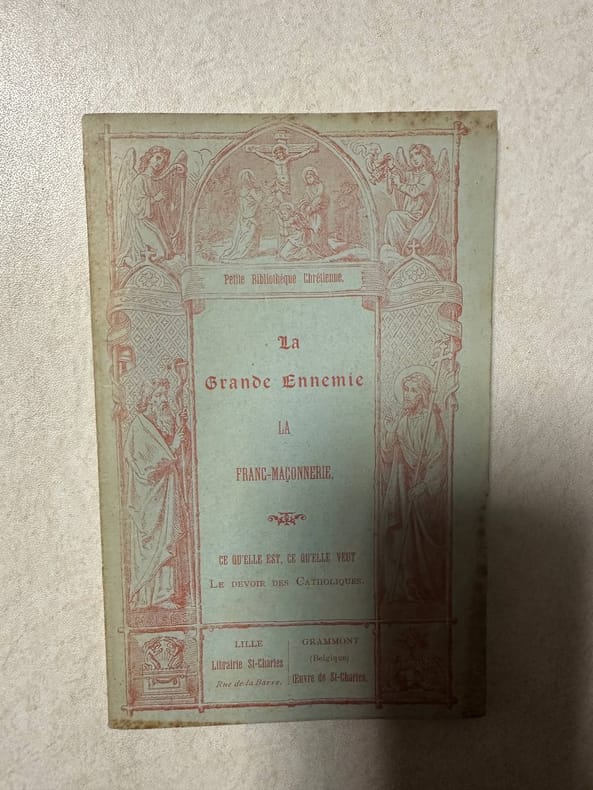 Petite Bibliothèque Chrétienne.
La
Grande Ennemie
LA
FRANC-MAÇONNERIE.
CE QU'ELLE EST, CE QU'ELLE VEUT
LE DEVOIR DES CATHOLIQUES.
LILLE
Librairie St-Charles
Rue de la Barre.
GRAMMONT
(Belgique)
Œuvre de St-Charles.